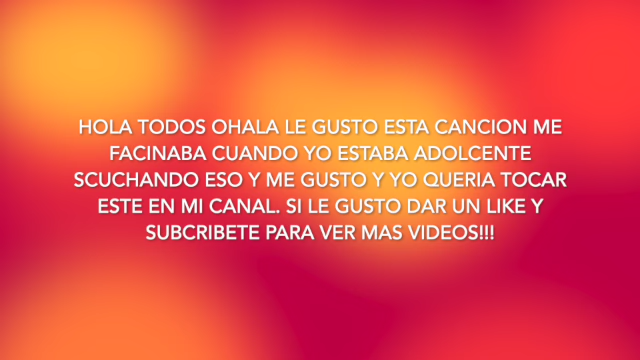 HOLA TODOS OHALA LE GUSTO ESTA CANCION ME
FACINABA CUANDO YO ESTABA ADOLCENTE
SCUCHANDO ESO Y ME GUSTO Y YO QUERIA TOCAR
ESTE EN MI CANAL. SI LE GUSTO DAR UN LIKE Y
SUBCRIBETE PARA VER MAS VIDEOS!!!